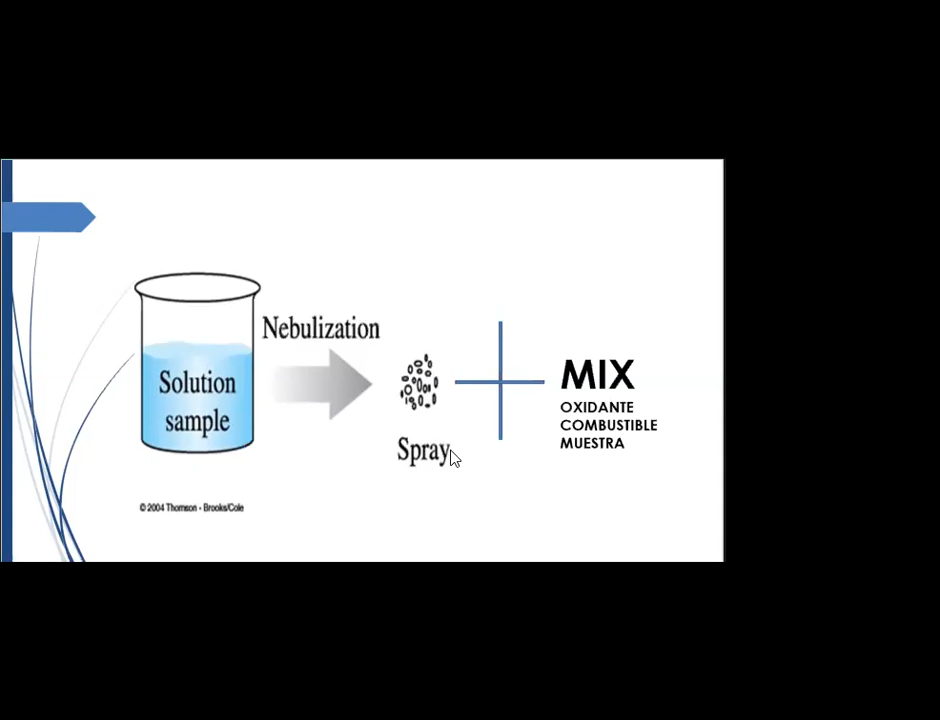 Nebulization
Solution
sample
Spray
MIX
OXIDANTE
COMBUSTIBLE
MUESTRA
© 2004 Thomson - Brooks/Cole